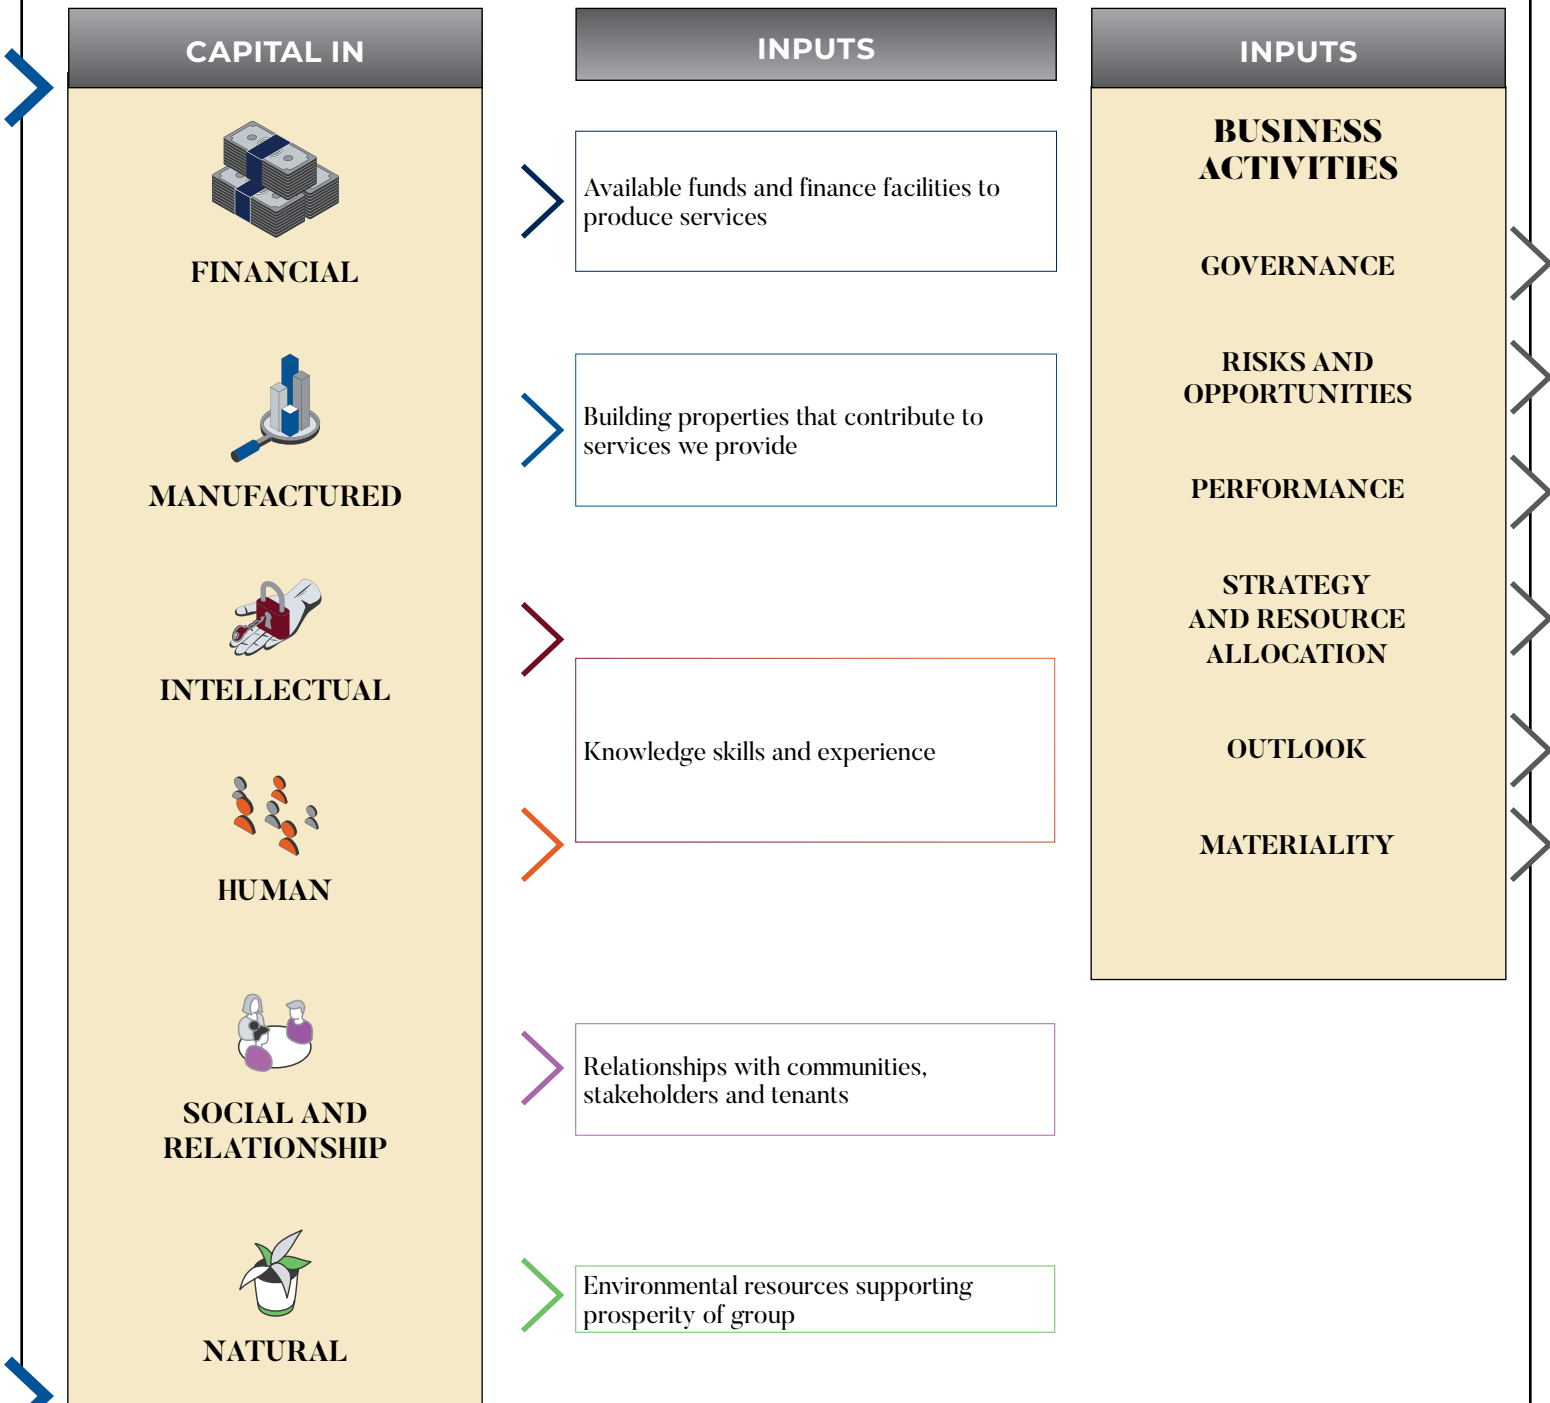 CAPITAL IN
FINANCIAL
MANUFACTURED
INTELLECTUAL
HUMAN
SOCIAL AND
RELATIONSHIP
NATURAL
INPUTS
Available funds and finance facilities to
produce services
Building properties that contribute to
services we provide
Knowledge skills and experience
Relationships with communities,
stakeholders and tenants
Environmental resources supporting
prosperity of group
INPUTS
BUSINESS
ACTIVITIES
GOVERNANCE
RISKS AND
OPPORTUNITIES
PERFORMANCE
STRATEGY
AND RESOURCE
ALLOCATION
OUTLOOK
MATERIALITY